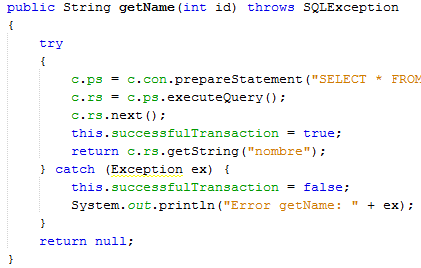 public String getName(int id) throws SQLException
{
try
{
c.ps = c.con.prepareStatement("SELECT * FROM
c.rs = c.ps.executeQuery();
c.rs.next();
this.successfulTransaction = true;
return c.rs.getString("nombre");
} catch (Exception ex) {
this.successfulTransaction = false;
System.out.println("Error getName: " + ex);
}
return null;
}